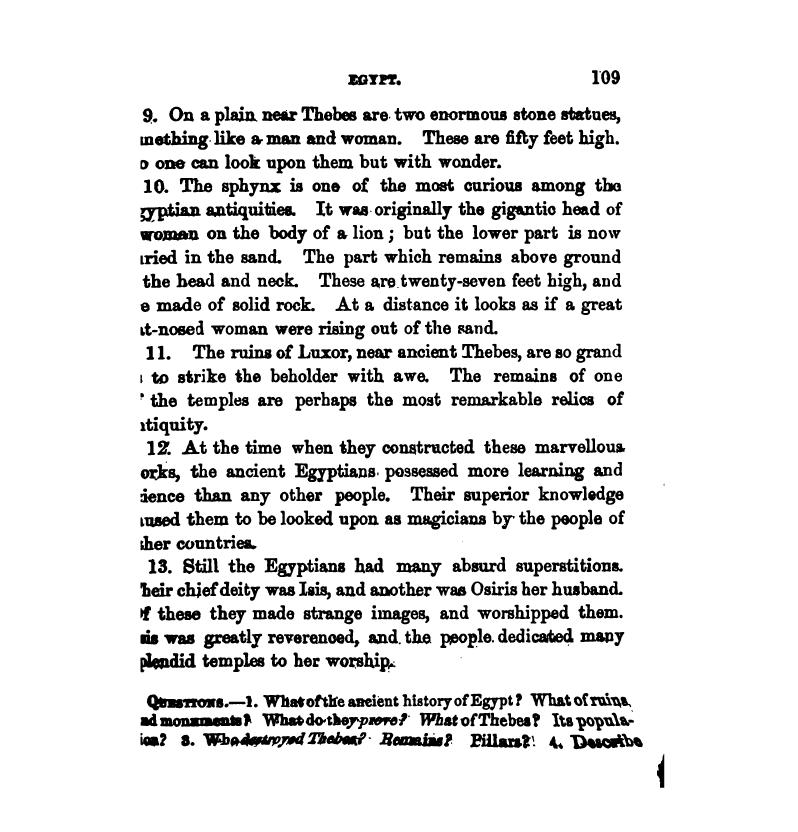 EGYPT. 109
9. On a plain near Thebes are two enormous stone statues,
mething like a man and woman. These are fifty feet high.
o one can look upon them but with wonder.
10. The sphynx is one of the most curious among the
gyptian antiquities. It was originally the gigantic head of
woman on the body of a lion; but the lower part is now
uried in the sand. The part which remains above ground
the head and neck. These are twenty-seven feet high, and
e made of solid rock. At a distance it looks as if a great
at-nosed woman were rising out of the sand.
11. The ruins of Luxor, near ancient Thebes, are so grand
to strike the beholder with awe. The remains of one
the temples are perhaps the most remarkable relics of
ntiquity.
12. At the time when they constructed these marvellous
orks, the ancient Egyptians possessed more learning and
cience than any other people. Their superior knowledge
aused them to be looked upon as magicians by the people of
ther countries.
13. Still the Egyptians had many absurd superstitions.
Their chief deity was Isis, and another was Osiris her husband.
Of these they made strange images, and worshipped them.
sis was greatly reverenced, and the people dedicated many
plendid temples to her worship.
QUESTIONS.—1. What of the ancient history of Egypt? What of ruins
nd monuments? What do they prove? What of Thebes? Its popula-
ion? 3. Who destroyed Thebes? Remains? Pillars? 4. Describe